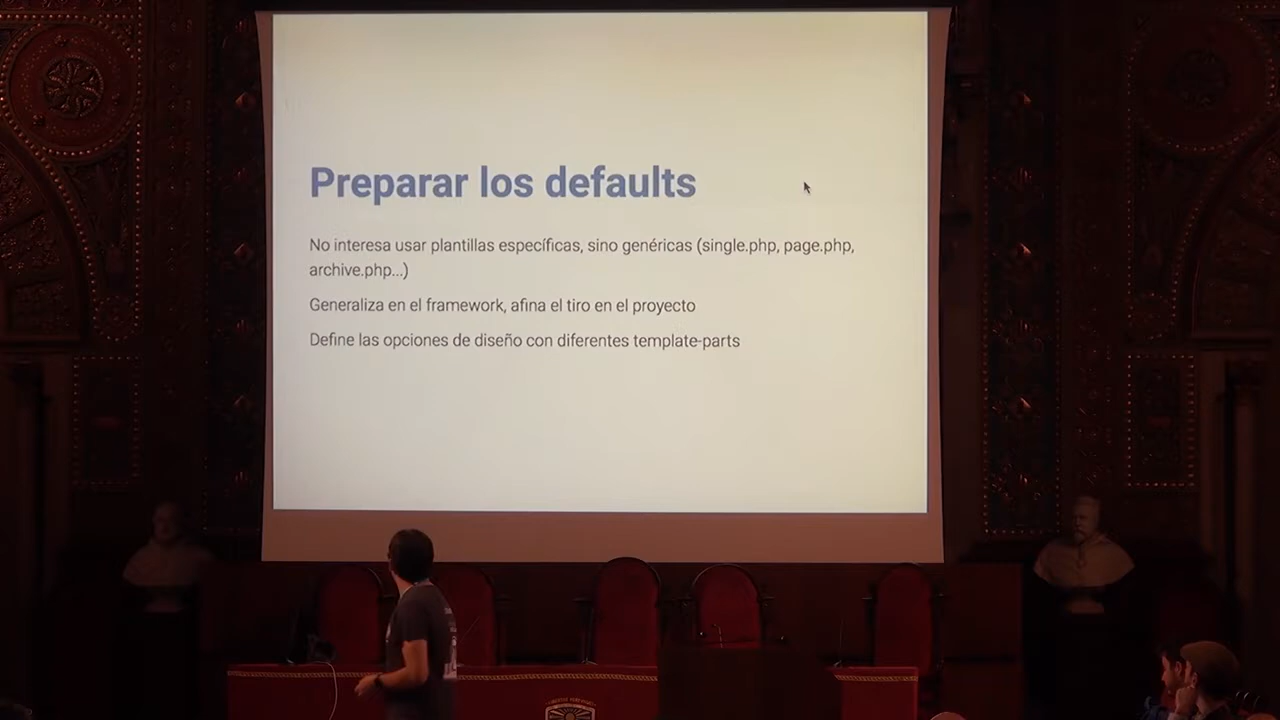 Preparar los defaults
No interesa usar plantillas específicas, sino genéricas (single.php, page.php,
archive.php...)
Generaliza en el framework, afina el tiro en el proyecto
Define las opciones de diseño con diferentes template-parts